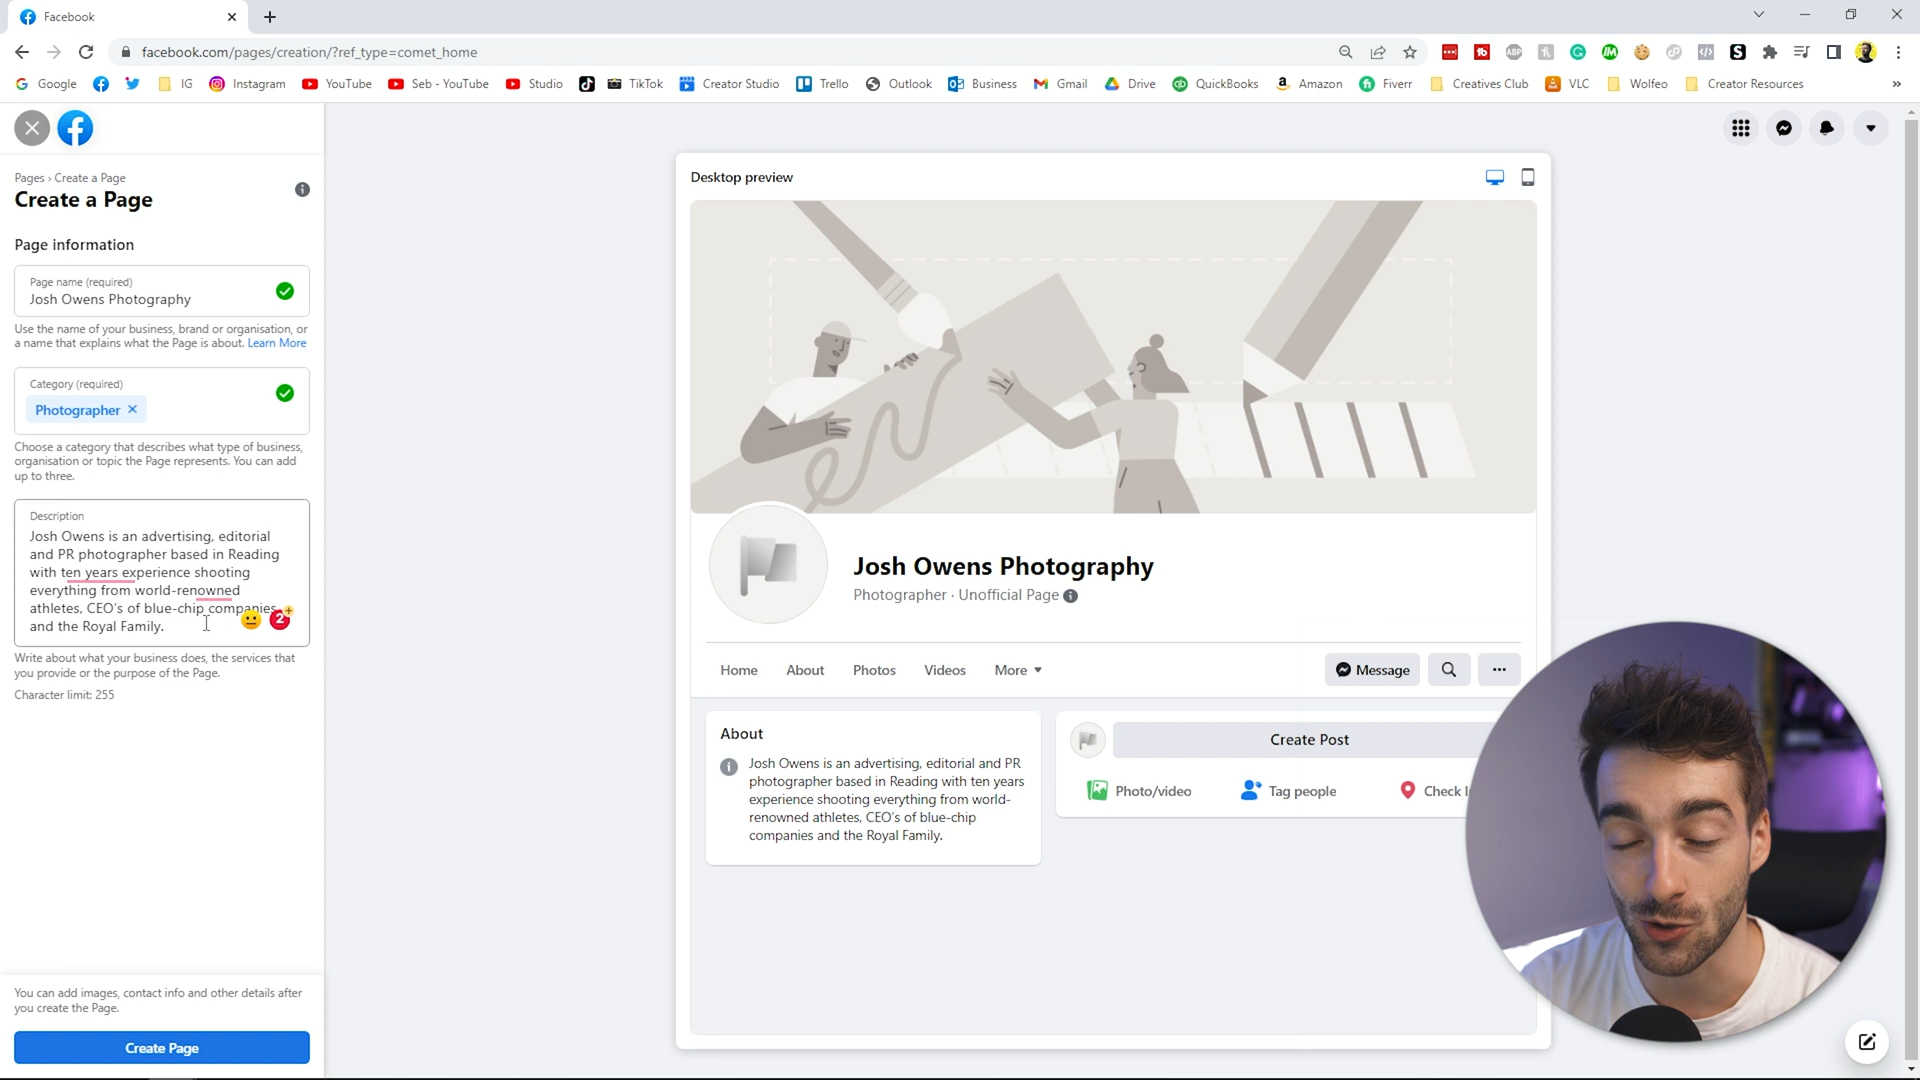 Facebook
facebook.com/pages/creation/?ref_type=comet_home
ABP
Google
IG
Instagram
YouTube
Seb - YouTube
Studio
TikTok
Creator Studio
Trello
Outlook
Business
Gmail
Drive
QuickBooks
Amazon
Fiverr
Creatives Club
VLC
Wolfeo
Creator Resources
»
Pages › Create a Page
Create a Page
Page information
Page name (required)
Josh Owens Photography
Use the name of your business, brand or organisation, or
a name that explains what the Page is about. Learn More
Category (required)
Photographer
Choose a category that describes what type of business,
organisation or topic the Page represents. You can add
up to three.
Description
Josh Owens is an advertising, editorial
and PR photographer based in Reading
with ten years experience shooting
everything from world-renowned
athletes, CEO's of blue-chip companies
and the Royal Family.
2
Write about what your business does, the services that
you provide or the purpose of the Page.
Character limit: 255
You can add images, contact info and other details after
you create the Page.
Create Page
Desktop preview
Josh Owens Photography
Photographer · Unofficial Page
Home
About
Photos
Videos
More
Message
About
Josh Owens is an advertising, editorial and PR
photographer based in Reading with ten years
experience shooting everything from world-
renowned athletes, CEO's of blue-chip
companies and the Royal Family.
Create Post
Photo/video
Tag people
Check I